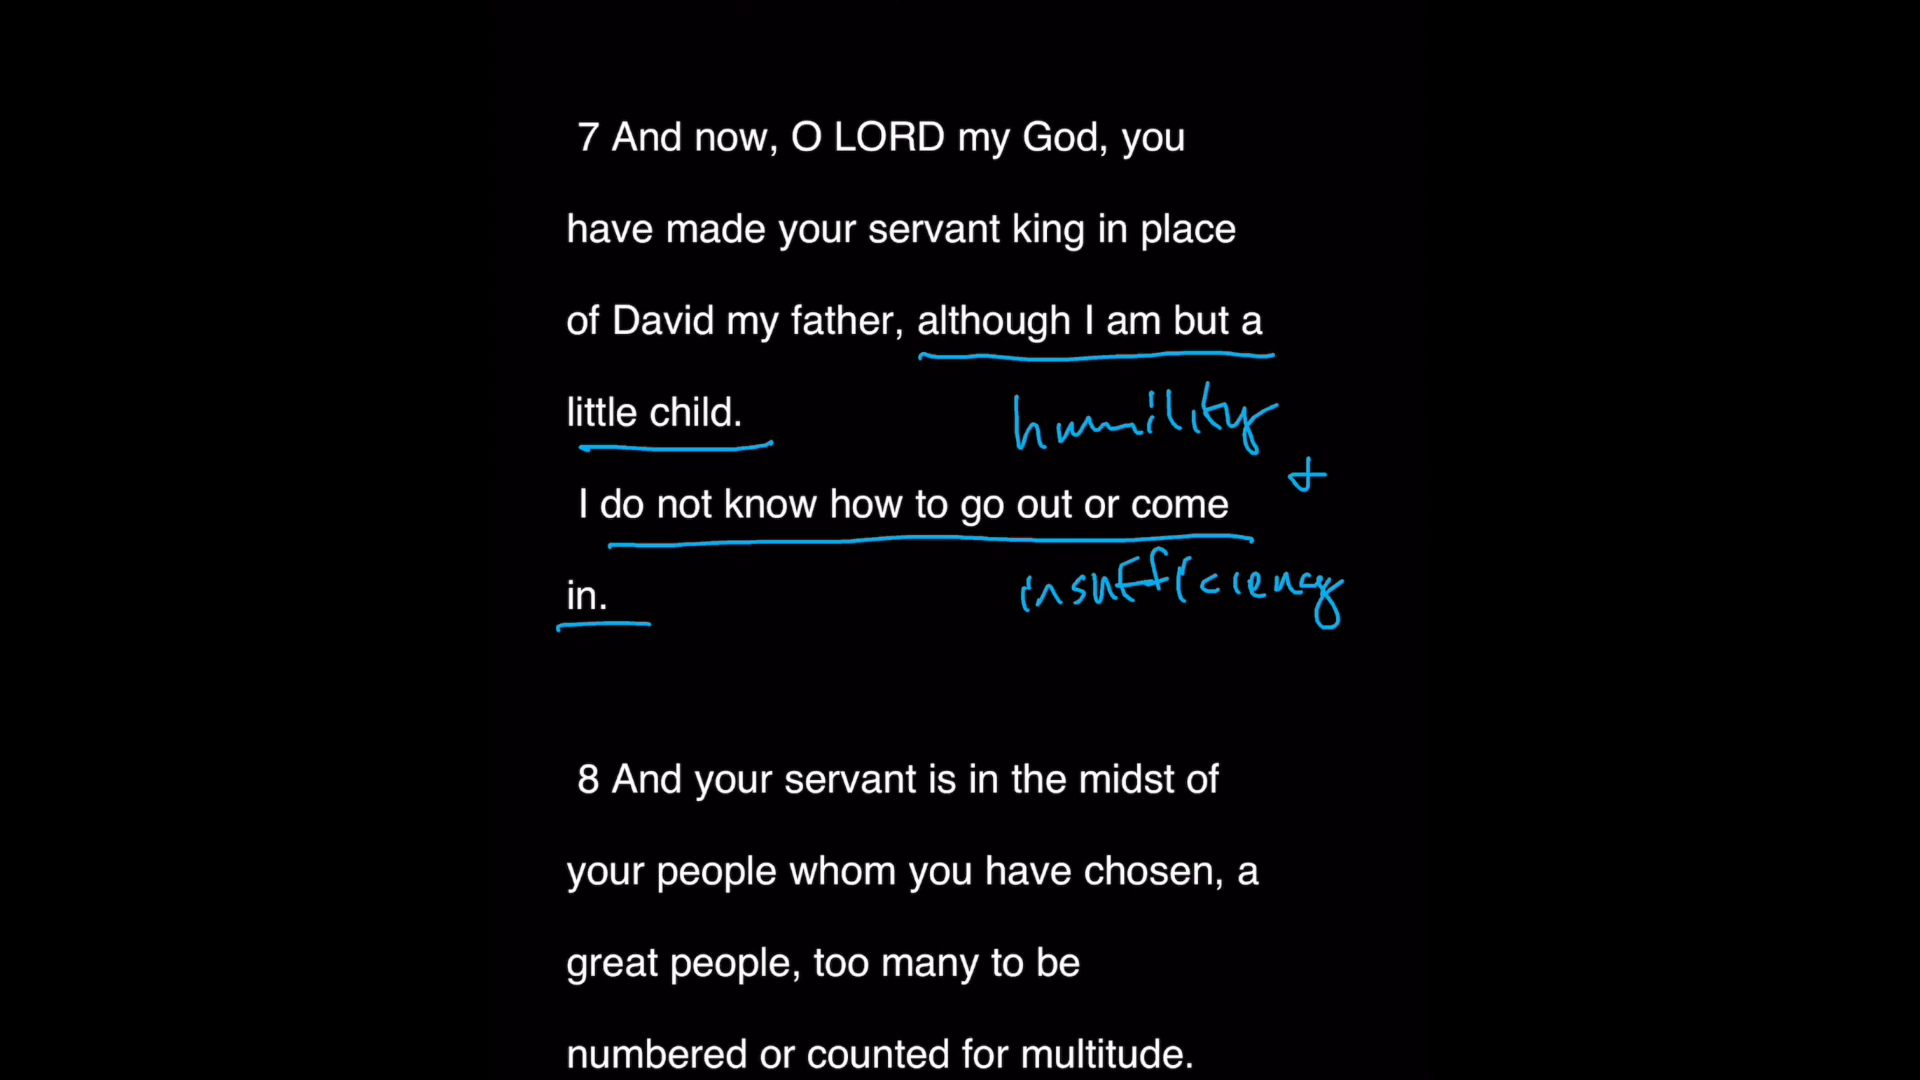 7 And now, O LORD my God, you
have made your servant king in place
of David my father, although I am but a
little child.
humility
+
I do not know how to go out or come
in.
insufficiency
8 And your servant is in the midst of
your people whom you have chosen, a
great people, too many to be
numbered or counted for multitude.